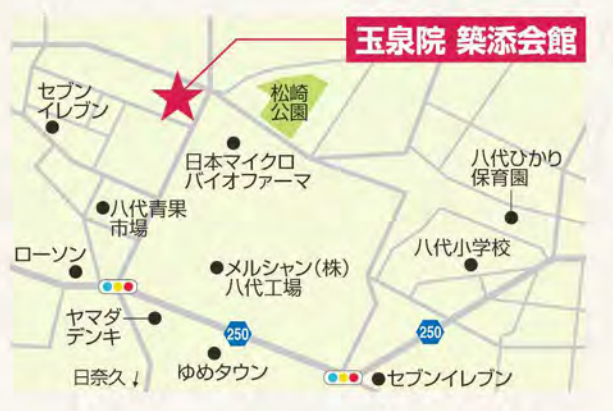 玉泉院 築添会館
セブン
イレブン
松崎
公園
日本マイクロ
バイオファーマ
八代ひかり
保育園
八代青果
市場
八代小学校
ローソン
メルシャン(株)
八代工場
ヤマダ
デンキ
250
250
ゆめタウン
日奈久↓
セブンイレブン